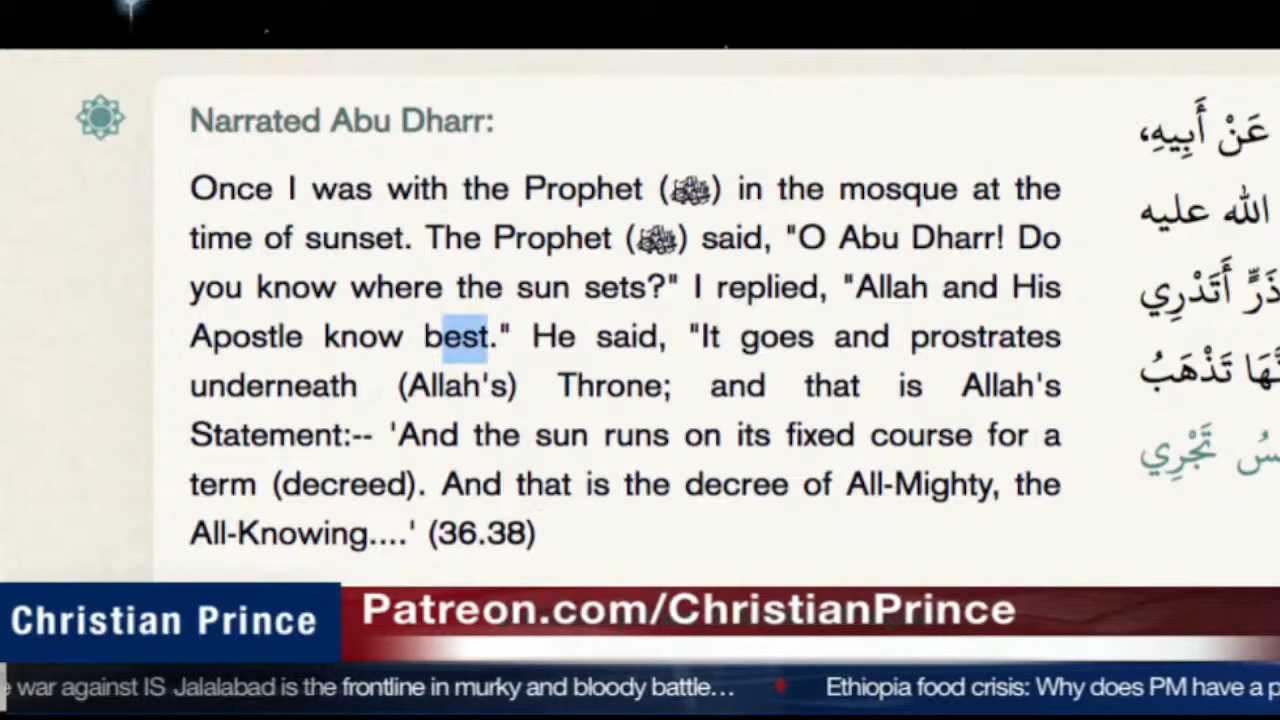 Narrated Abu Dharr:
Once I was with the Prophet (ﷺ) in the mosque at the
time of sunset. The Prophet (ﷺ) said, "O Abu Dharr! Do
you know where the sun sets?" I replied, "Allah and His
Apostle know best." He said, "It goes and prostrates
underneath (Allah's) Throne; and that is Allah's
Statement:-- 'And the sun runs on its fixed course for a
term (decreed). And that is the decree of All-Mighty, the
All-Knowing....' (36.38)
عَنْ أَبِيهِ،
الله عليه
ذَرٍّ أَتَدْرِي
تَذْهَبُ
تَجْرِي
Christian Prince
Patreon.com/ChristianPrince
war against IS Jalalabad is the frontline in murky and bloody battle...
Ethiopia food crisis: Why does PM have a p